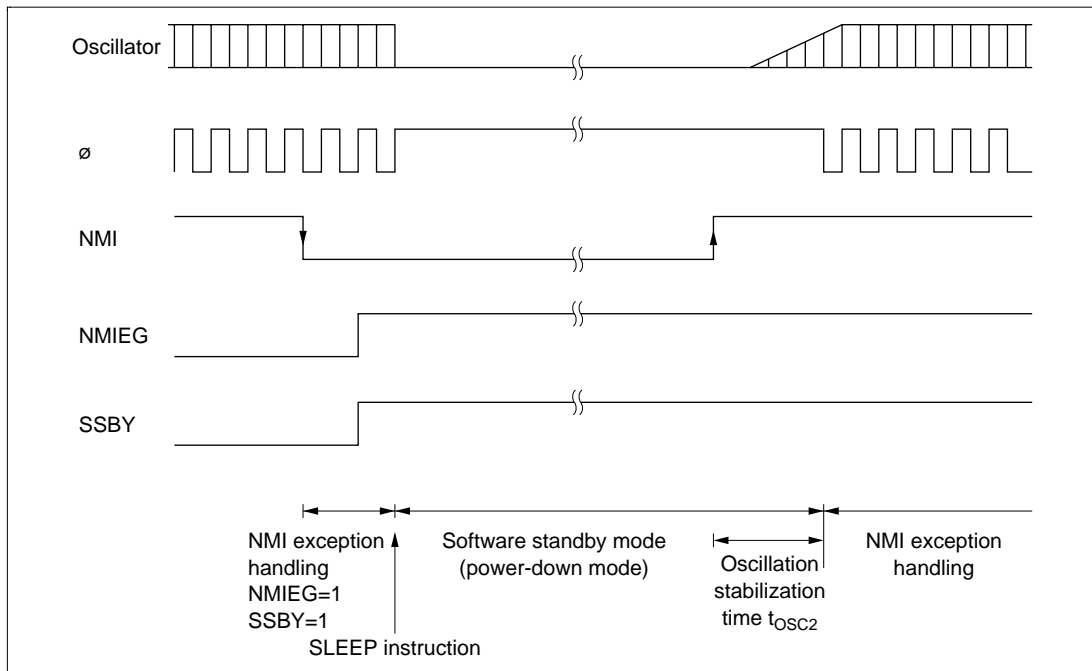 Oscillator
ø
NMI
NMIEG
SSBY
NMI exception
handling
NMIEG=1
SSBY=1
SLEEP instruction
Software standby mode
(power-down mode)
Oscillation
stabilization
time tOSC2
NMI exception
handling